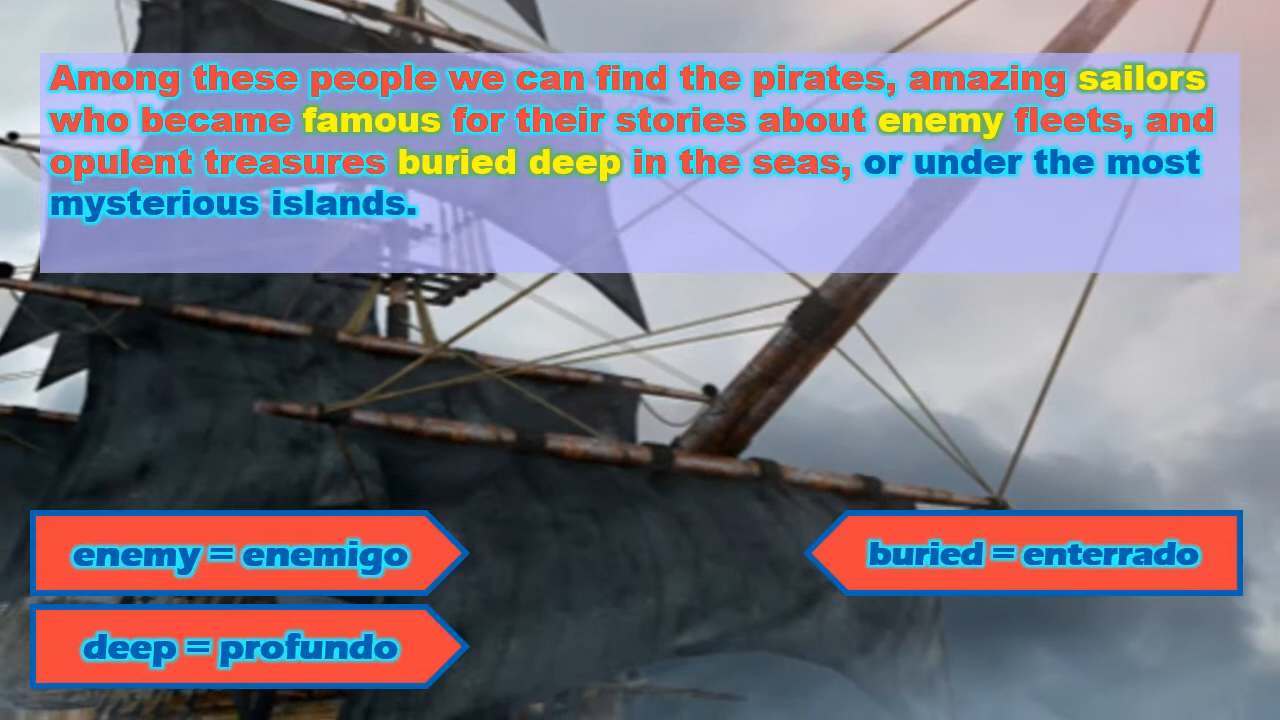 Among these people we can find the pirates, amazing sailors
who became famous for their stories about enemy fleets, and
opulent treasures buried deep in the seas, or under the most
mysterious islands.
enemy = enemigo
buried = enterrado
deep = profundo